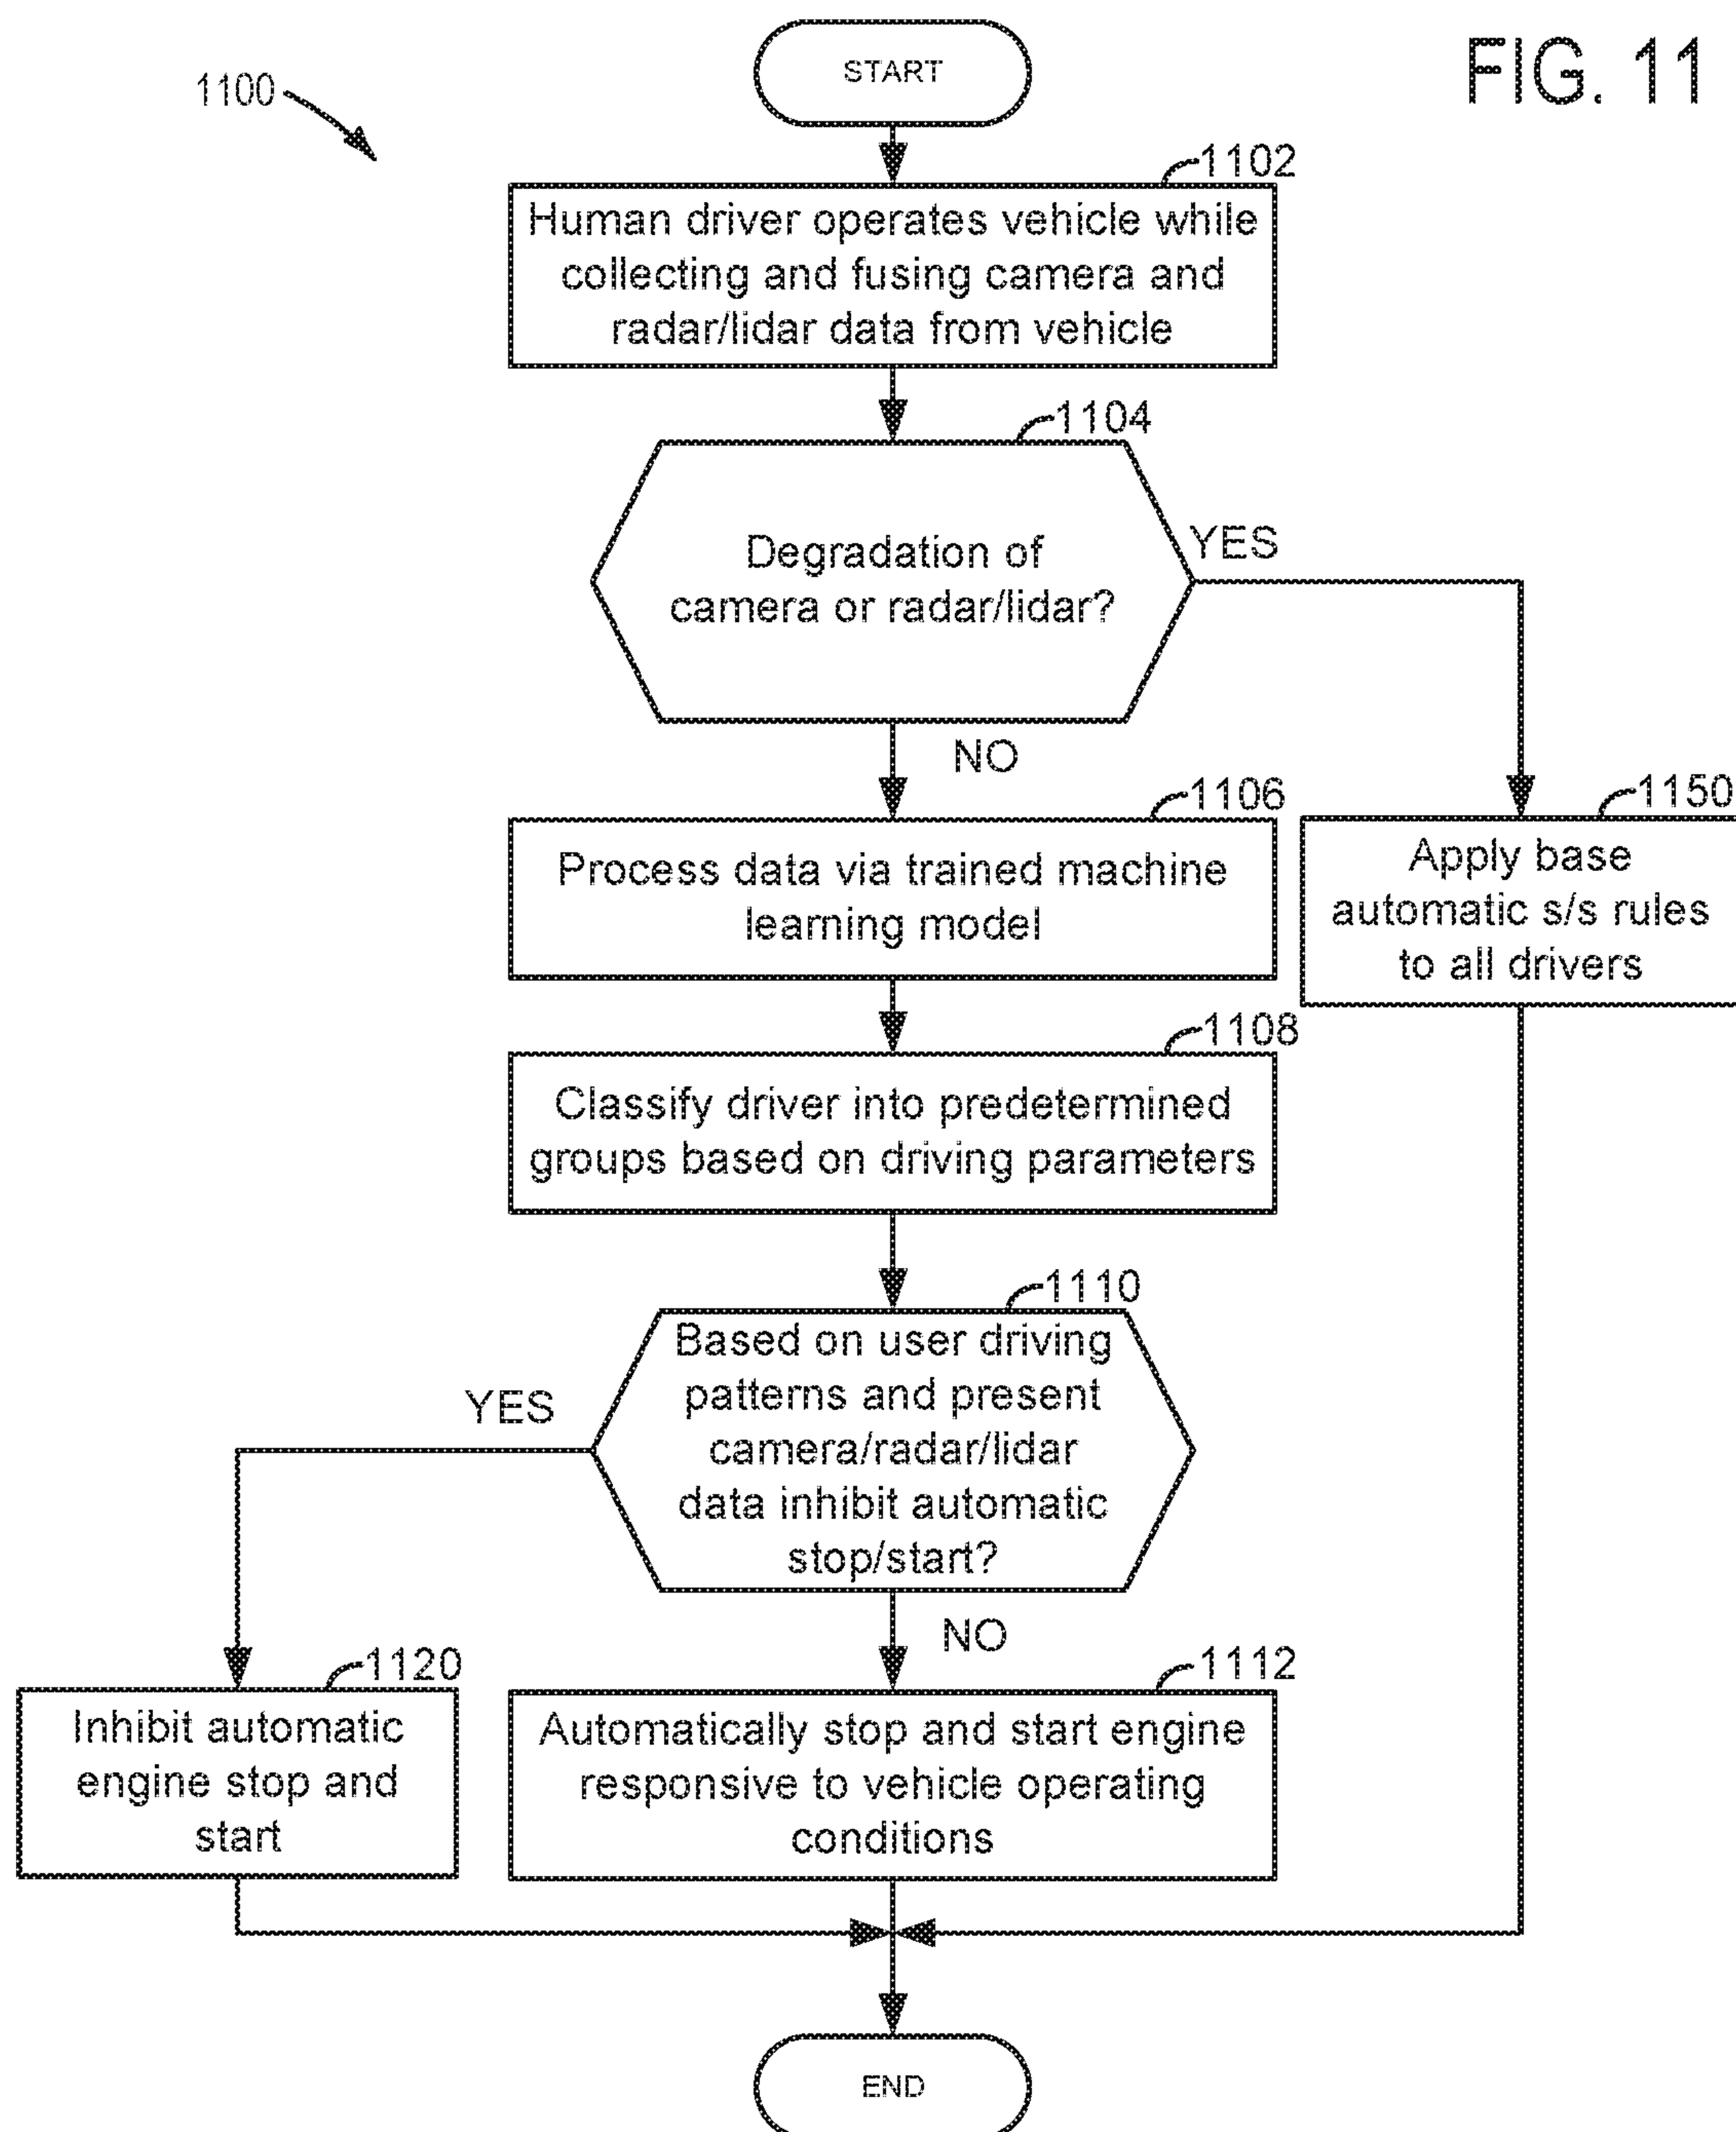 FIG. 11
1100
START
1102
Human driver operates vehicle while
collecting and fusing camera and
radar/lidar data from vehicle
1104
Degradation of
camera or radar/lidar?
YES
NO
1106
Process data via trained machine
learning model
1150
Apply base
automatic s/s rules
to all drivers
1108
Classify driver into predetermined
groups based on driving parameters
1110
Based on user driving
patterns and present
camera/radar/lidar
data inhibit automatic
stop/start?
YES
NO
1120
Inhibit automatic
engine stop and
start
1112
Automatically stop and start engine
responsive to vehicle operating
conditions
END